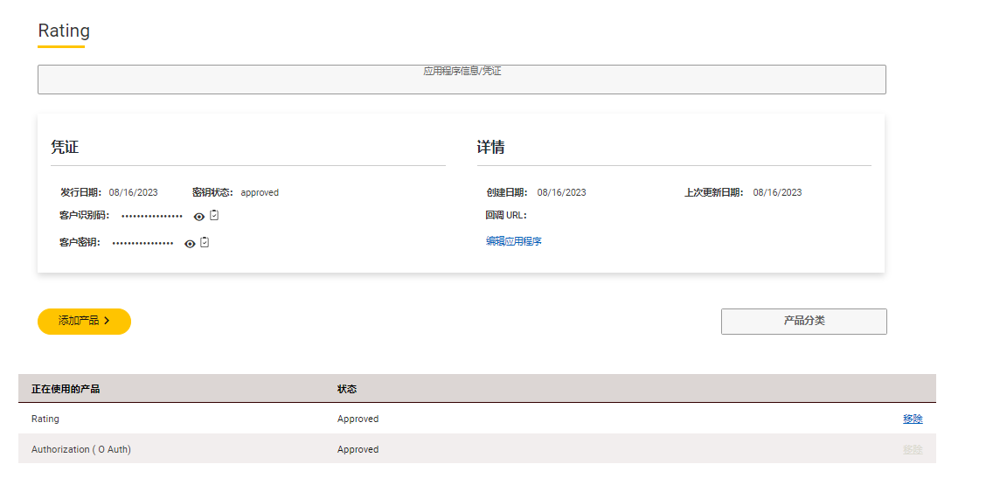 Rating
应用程序信息/凭证
凭证
详情
发行日期： 08/16/2023 密钥状态： approved
创建日期： 08/16/2023 上次更新日期： 08/16/2023
客户识别码： ••••••••••••••••
回调 URL：
客户密钥： ••••••••••••••••
编辑应用程序
添加产品
产品分类
正在使用的产品 状态
Rating Approved 移除
Authorization ( O Auth) Approved 移除